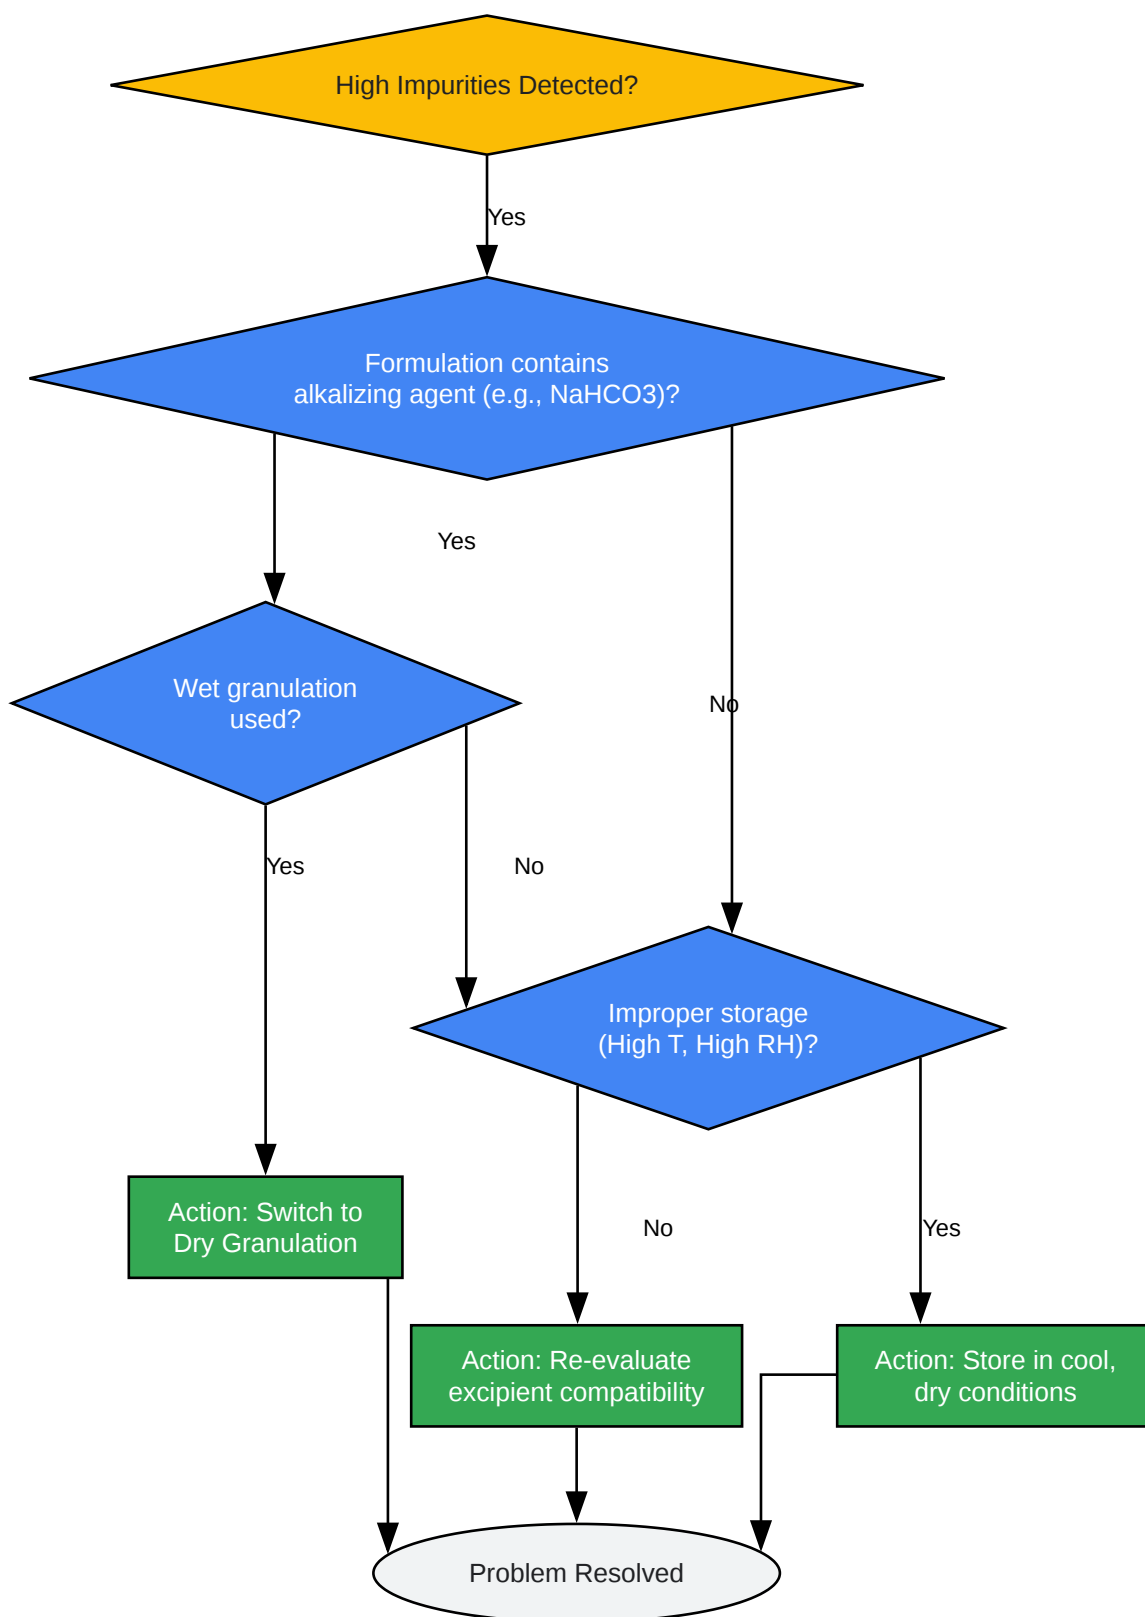 High Impurities Detected?
Yes
Formulation contains
alkalizing agent (e.g., NaHCO3)?
Yes
Wet granulation
used?
No
Yes
No
Improper storage
(High T, High RH)?
Action: Switch to
Dry Granulation
No
Yes
Action: Re-evaluate
excipient compatibility
Action: Store in cool,
dry conditions
Problem Resolved